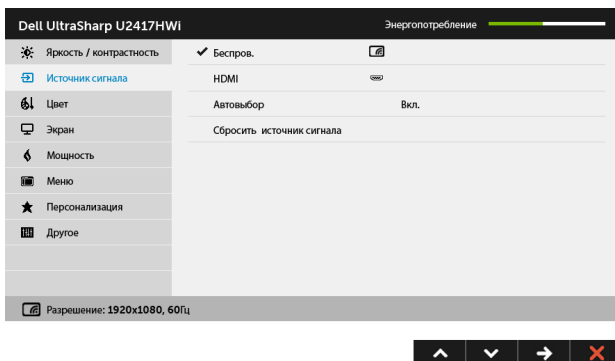 Dell UltraSharp U2417HWi Энергопотребление
Яркость / контрастность Беспров.
Источник сигнала HDMI
Цвет Автовыбор Вкл.
Экран Сбросить источник сигнала
Мощность
Меню
Персонализация
Другое
Разрешение: 1920x1080, 60Гц